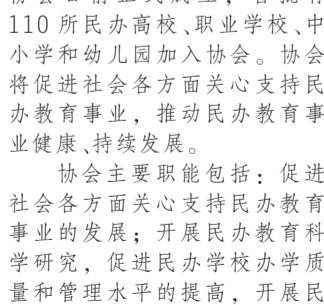 110 所民办高校、职业学校、中
小学和幼儿园加入协会。协会
将促进社会各方面关心支持民
办教育事业，推动民办教育事
业健康、持续发展。
协会主要职能包括：促进
社会各方面关心支持民办教育
事业的发展；开展民办教育科
学研究，促进民办学校办学质
量和管理水平的提高，开展民